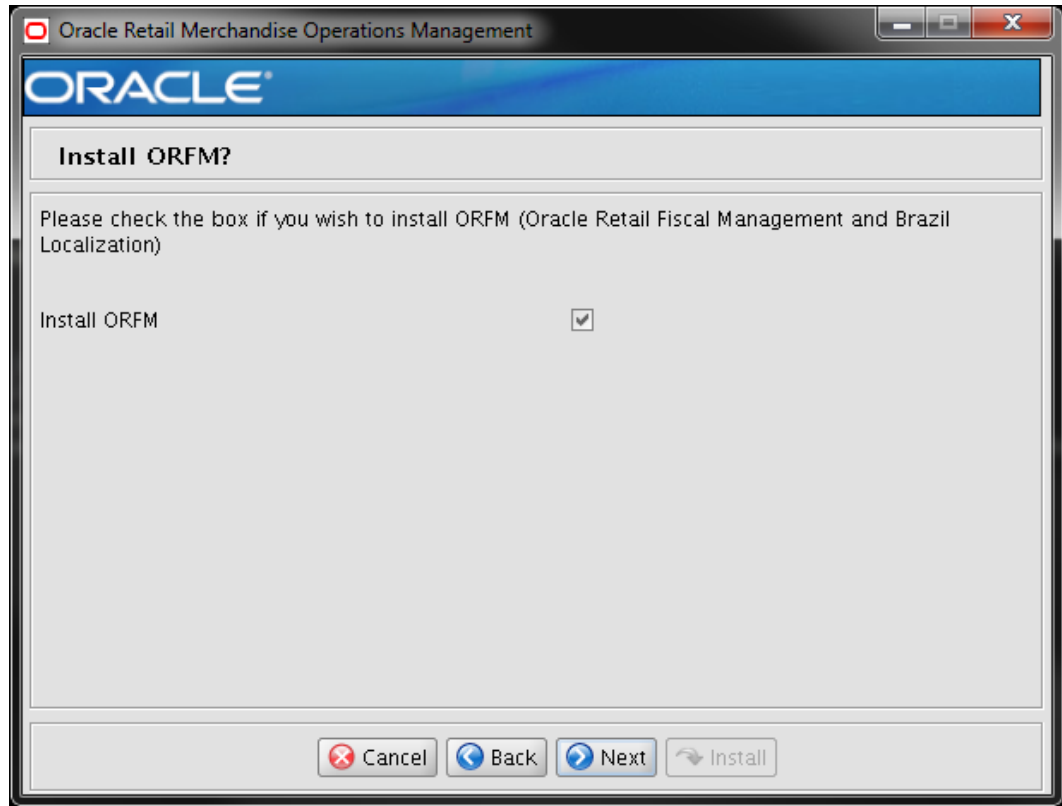 Oracle Retail Merchandise Operations Management
ORACLE®
Install ORFM?
Please check the box if you wish to install ORFM (Oracle Retail Fiscal Management and Brazil
Localization)
Install ORFM
Cancel Back Next Install